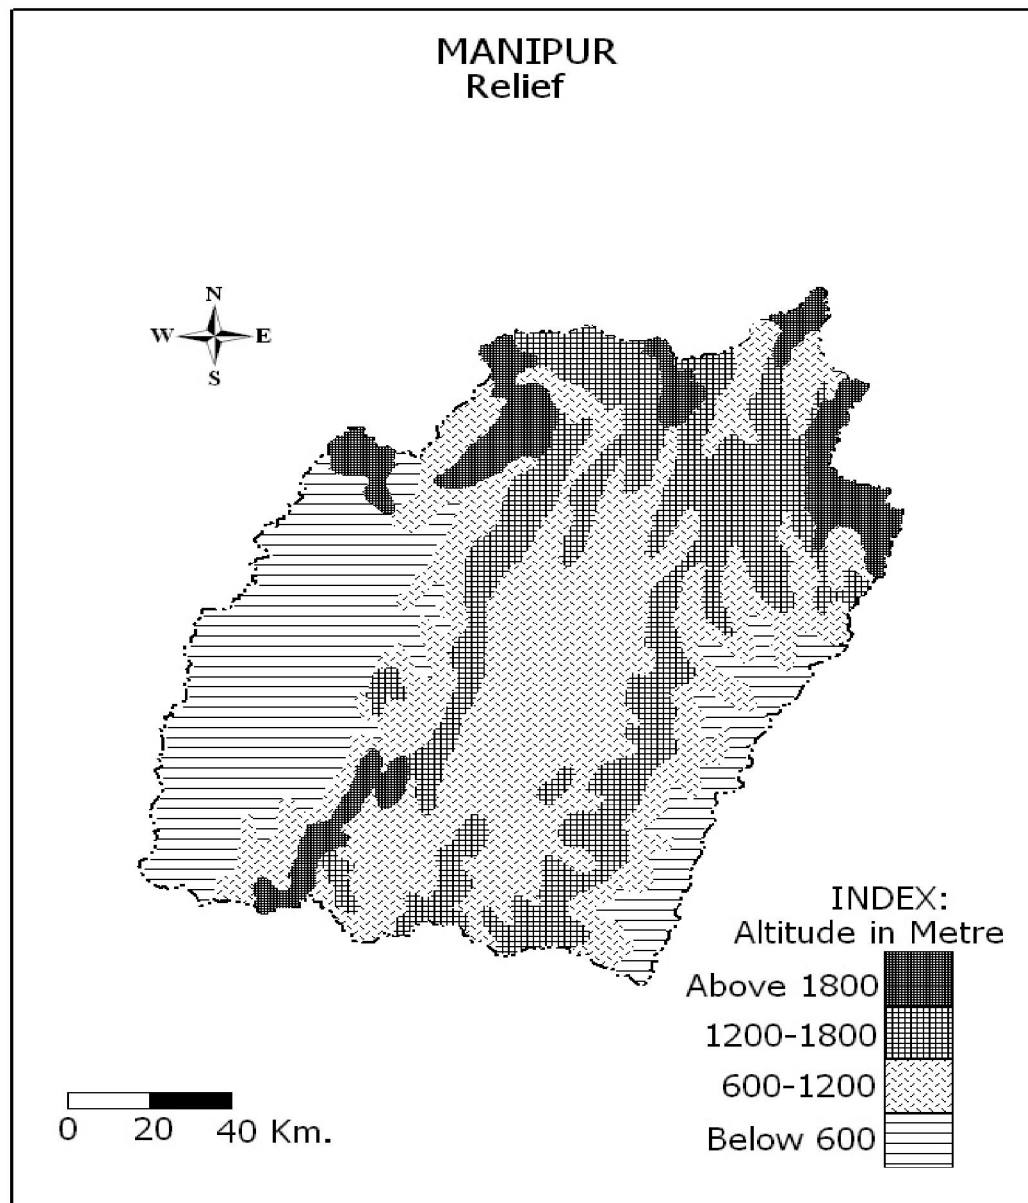 MANIPUR
Relief
N
W E
S
INDEX:
Altitude in Metre
Above 1800
1200-1800
600-1200
Below 600
0 20 40 Km.